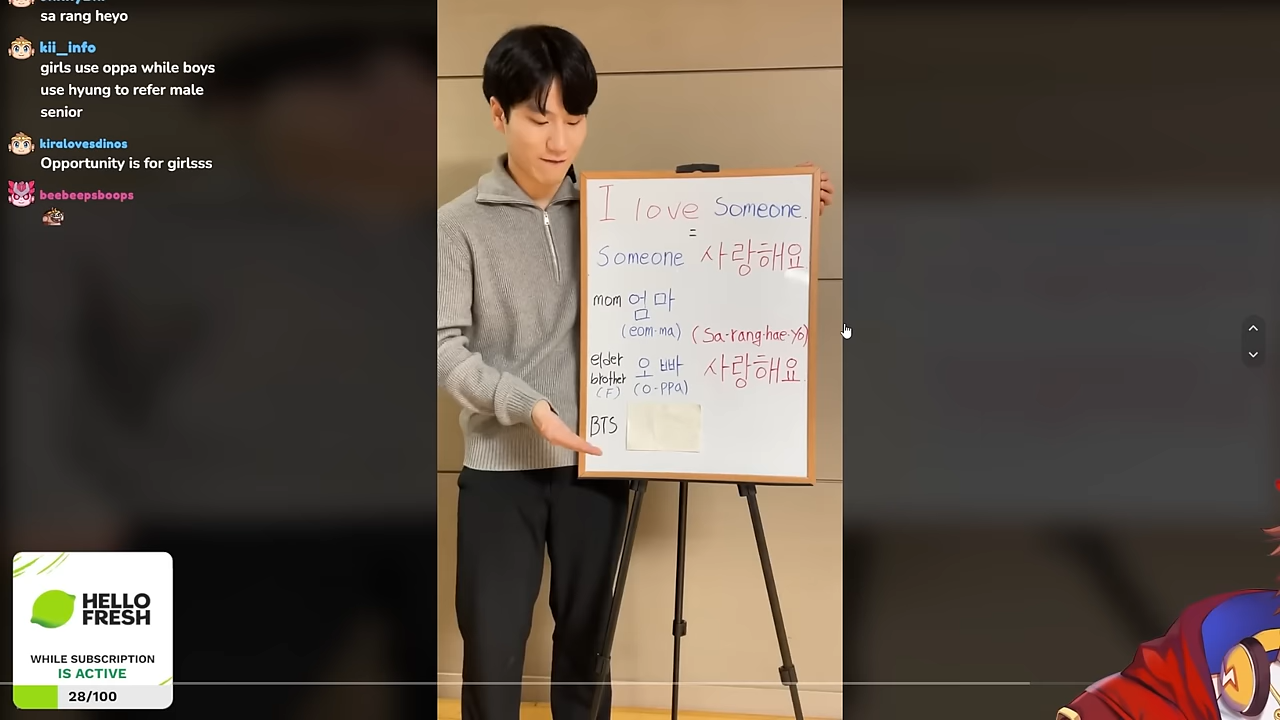 sa rang heyo
kii_info
girls use oppa while boys
use hyung to refer male
senior
kiralovesdinos
Opportunity is for girlsss
beebeepsboops
I love Someone.
=
Someone 사랑해요
mom 엄마
(eom-ma) (Sa-rang-hae-yo)
elder
brother 오빠 사랑해요.
(F) (o-ppa)
BTS
HELLO
FRESH
WHILE SUBSCRIPTION
IS ACTIVE
28/100